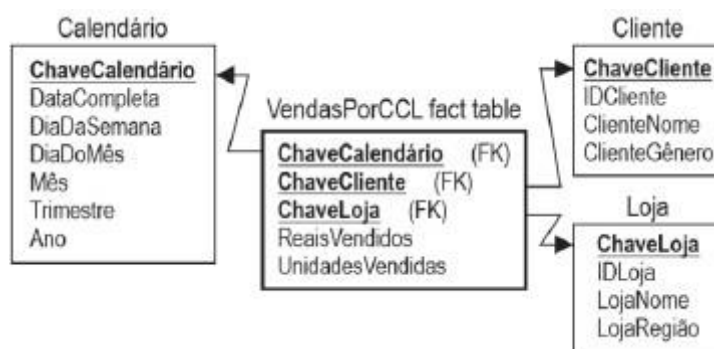 Calendário
ChaveCalendário
DataCompleta
DiaDaSemana
DiaDoMês
Mês
Trimestre
Ano
VendasPorCCL fact table
ChaveCalendário (FK)
ChaveCliente (FK)
ChaveLoja (FK)
ReaisVendidos
UnidadesVendidas
Cliente
ChaveCliente
IDCliente
ClienteNome
ClienteGênero
Loja
ChaveLoja
IDLoja
LojaNome
LojaRegião